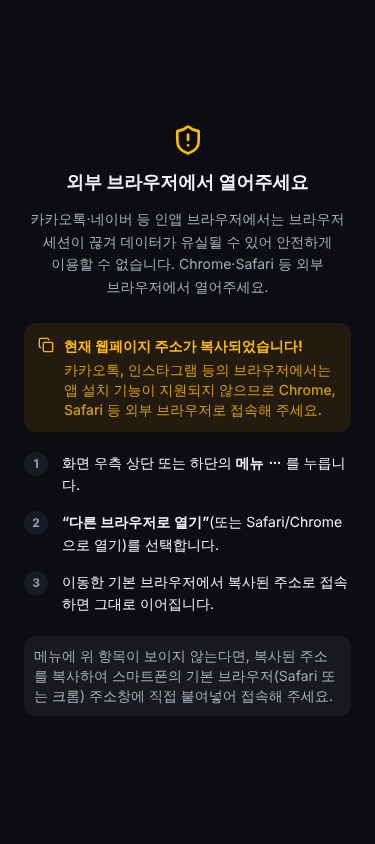 외부 브라우저에서 열어주세요
카카오톡·네이버 등 인앱 브라우저에서는 브라우저
세션이 끊겨 데이터가 유실될 수 있어 안전하게
이용할 수 없습니다. Chrome·Safari 등 외부
브라우저에서 열어주세요.
현재 웹페이지 주소가 복사되었습니다!
카카오톡, 인스타그램 등의 브라우저에서는
앱 설치 기능이 지원되지 않으므로 Chrome,
Safari 등 외부 브라우저로 접속해 주세요.
1 화면 우측 상단 또는 하단의 메뉴 ··· 를 누릅니
다.
2 “다른 브라우저로 열기”(또는 Safari/Chrome
으로 열기)를 선택합니다.
3 이동한 기본 브라우저에서 복사된 주소로 접속
하면 그대로 이어집니다.
메뉴에 위 항목이 보이지 않는다면, 복사된 주소
를 복사하여 스마트폰의 기본 브라우저(Safari 또
는 크롬) 주소창에 직접 붙여넣어 접속해 주세요.